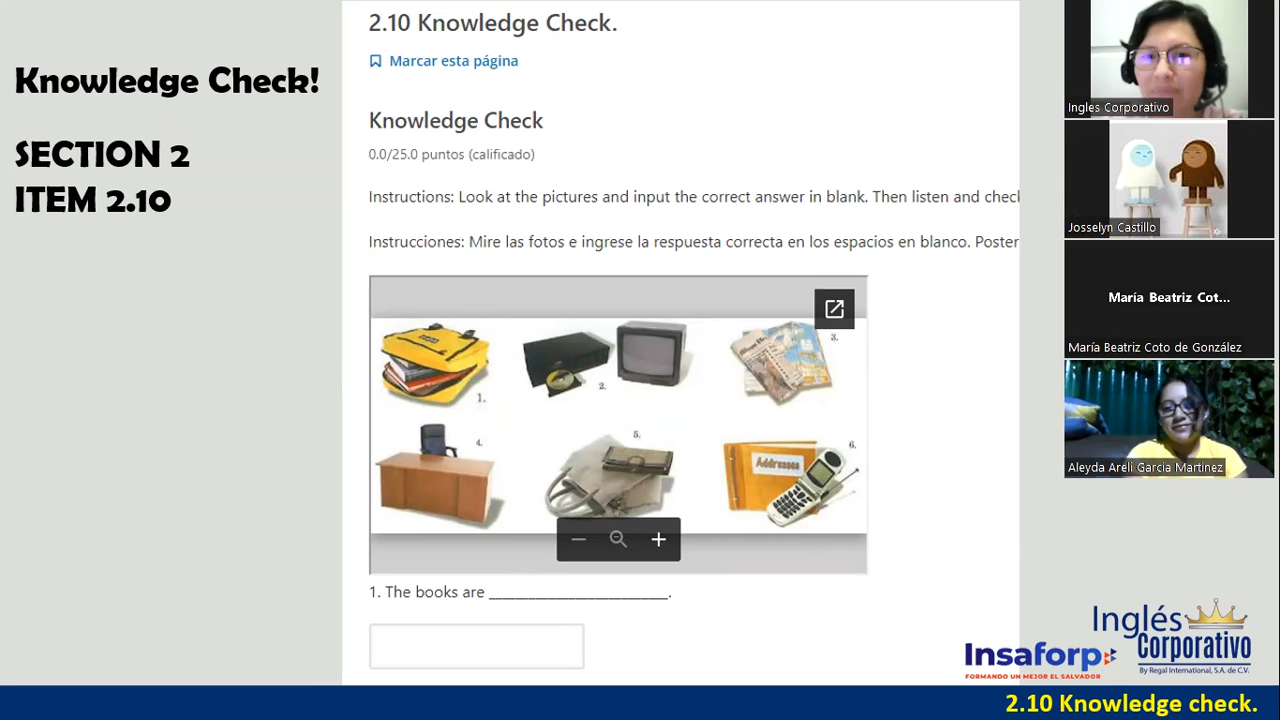 Knowledge Check!
SECTION 2
ITEM 2.10
2.10 Knowledge Check.
Marcar esta página
Knowledge Check
0.0/25.0 puntos (calificado)
Instructions: Look at the pictures and input the correct answer in blank. Then listen and check
Instrucciones: Mire las fotos e ingrese la respuesta correcta en los espacios en blanco. Poster
1.
2.
3.
4.
5.
6.
Addresses
1. The books are _________________________.
Ingles Corporativo
Josselyn Castillo
María Beatriz Cot...
María Beatriz Coto de González
Aleyda Areli Garcia Martinez
Insaforp
FORMANDO UN MEJOR EL SALVADOR
Inglés
Corporativo
By Regal International, S.A. de C.V.
2.10 Knowledge check.